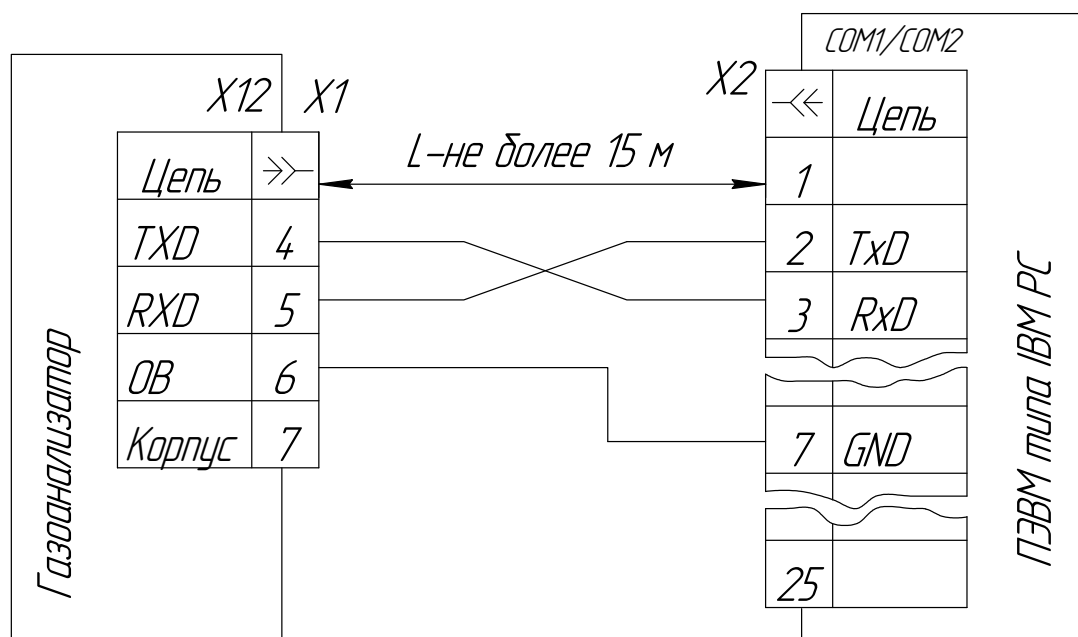 COM1/COM2
X12 X1
X2
Цепь
L-не более 15 м
Цепь
1
TXD 4
2 TxD
RXD 5
3 RxD
OB 6
Корпус 7
7 GND
25
Газоанализатор
ПЭВМ типа IBM PC